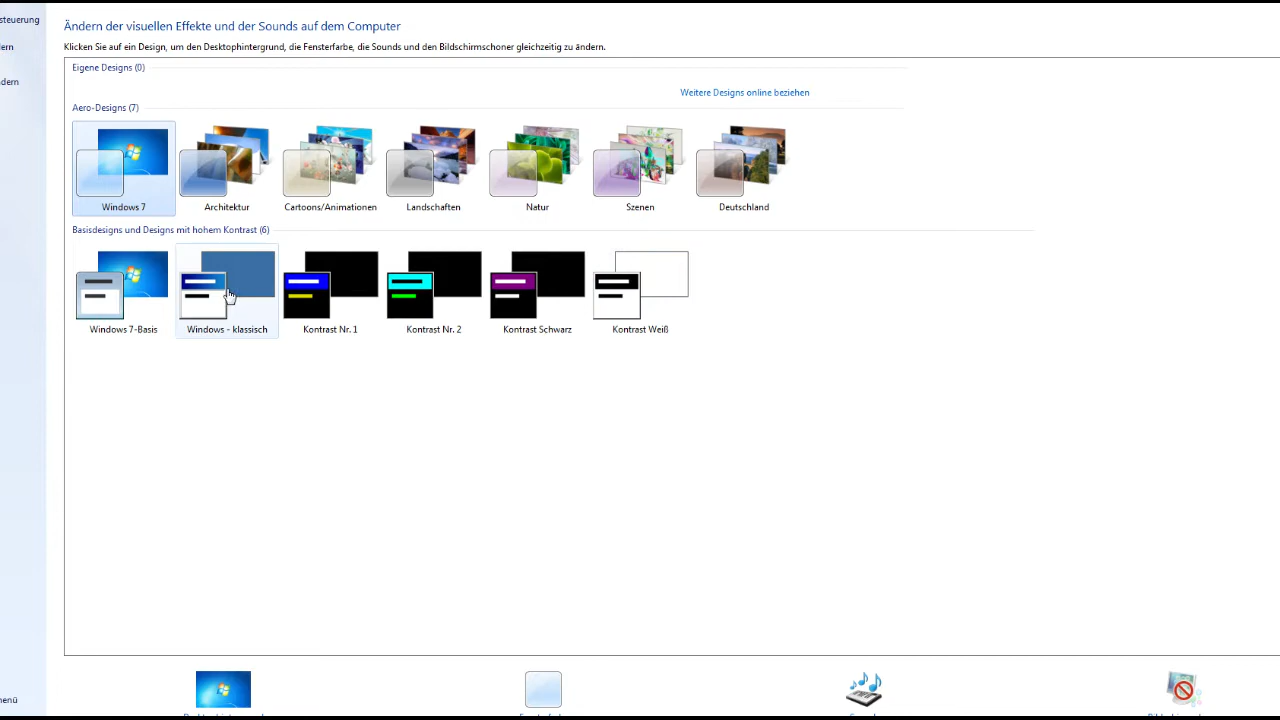 steuerung
Ändern der visuellen Effekte und der Sounds auf dem Computer
Klicken Sie auf ein Design, um den Desktophintergrund, die Fensterfarbe, die Sounds und den Bildschirmschoner gleichzeitig zu ändern.
Eigene Designs (0)
Weitere Designs online beziehen
Aero-Designs (7)
Windows 7
Architektur
Cartoons/Animationen
Landschaften
Natur
Szenen
Deutschland
Basisdesigns und Designs mit hohem Kontrast (6)
Windows 7-Basis
Windows - klassisch
Kontrast Nr. 1
Kontrast Nr. 2
Kontrast Schwarz
Kontrast Weiß